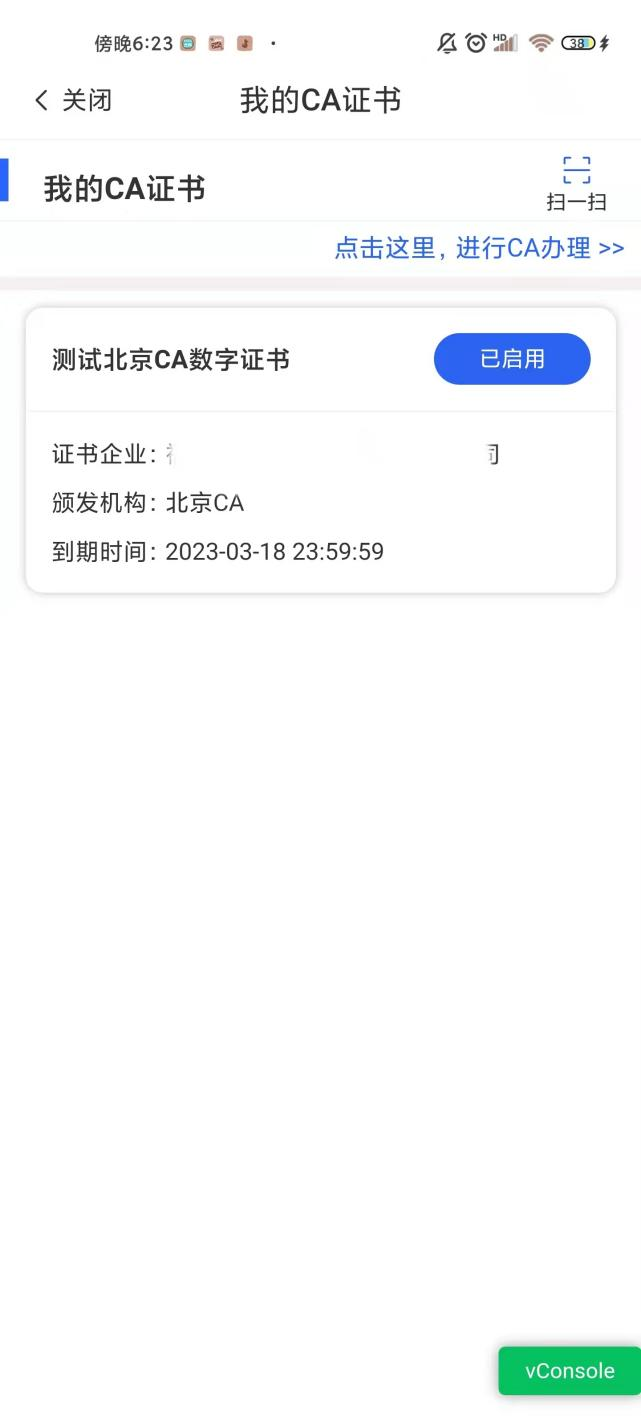 傍晚6:23
HD
38
关闭
我的CA证书
我的CA证书
扫一扫
点击这里，进行CA办理 >>
测试北京CA数字证书
已启用
证书企业：
颁发机构：北京CA
到期时间：2023-03-18 23:59:59
vConsole